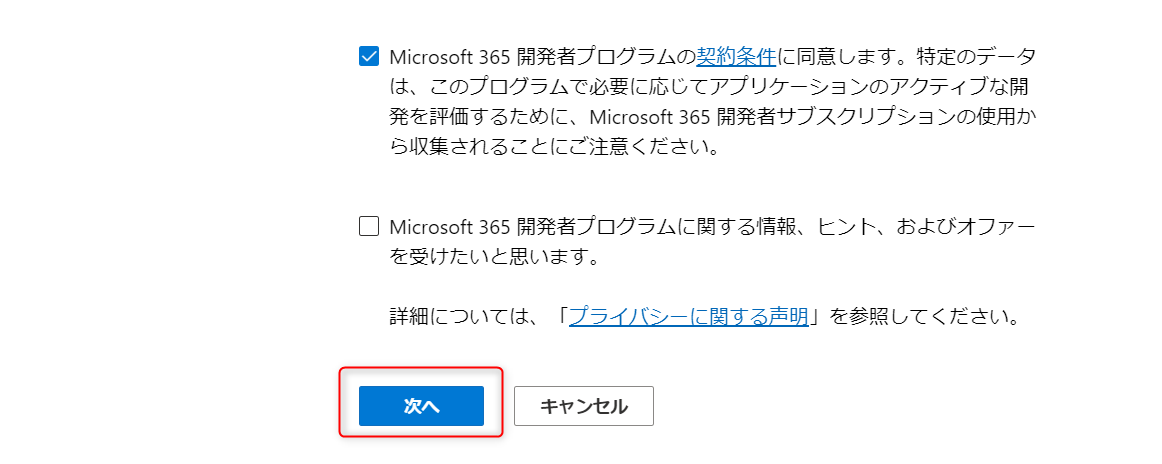 Microsoft 365 開発者プログラムの契約条件に同意します。特定のデータ
は、このプログラムで必要に応じてアプリケーションのアクティブな開
発を評価するために、Microsoft 365 開発者サブスクリプションの使用か
ら収集されることにご注意ください。
Microsoft 365 開発者プログラムに関する情報、ヒント、およびオファー
を受けたいと思います。
詳細については、「プライバシーに関する声明」を参照してください。
次へ キャンセル